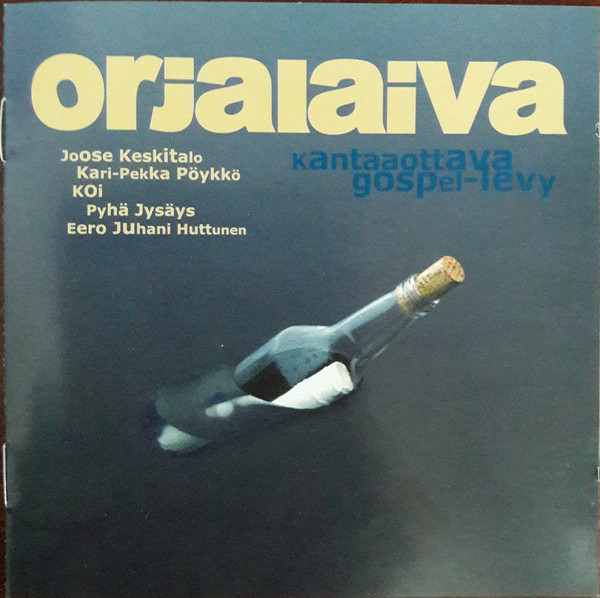 orjalaiva
Joose Keskitalo
Kari-Pekka Pöykkö
KOi
Pyhä Jysäys
Eero Juhani Huttunen
Kantaaottava
gospel-levy